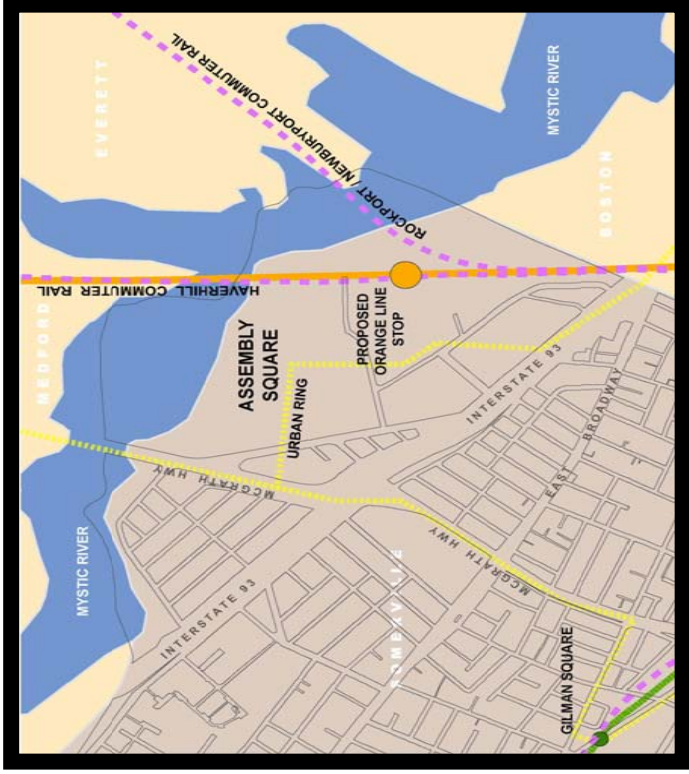 EVERETT
MYSTIC RIVER
ROCKPORT / NEWBURYPORT COMMUTER RAIL
BOSTON
HAVERHILL COMMUTER RAIL
MEDFORD
ASSEMBLY
SQUARE
PROPOSED
ORANGE LINE
STOP
URBAN RING
INTERSTATE 93
EAST BROADWAY
MCGRATH HWY
MYSTIC RIVER
INTERSTATE 93
SOMERVILLE
MCGRATH HWY
GILMAN SQUARE